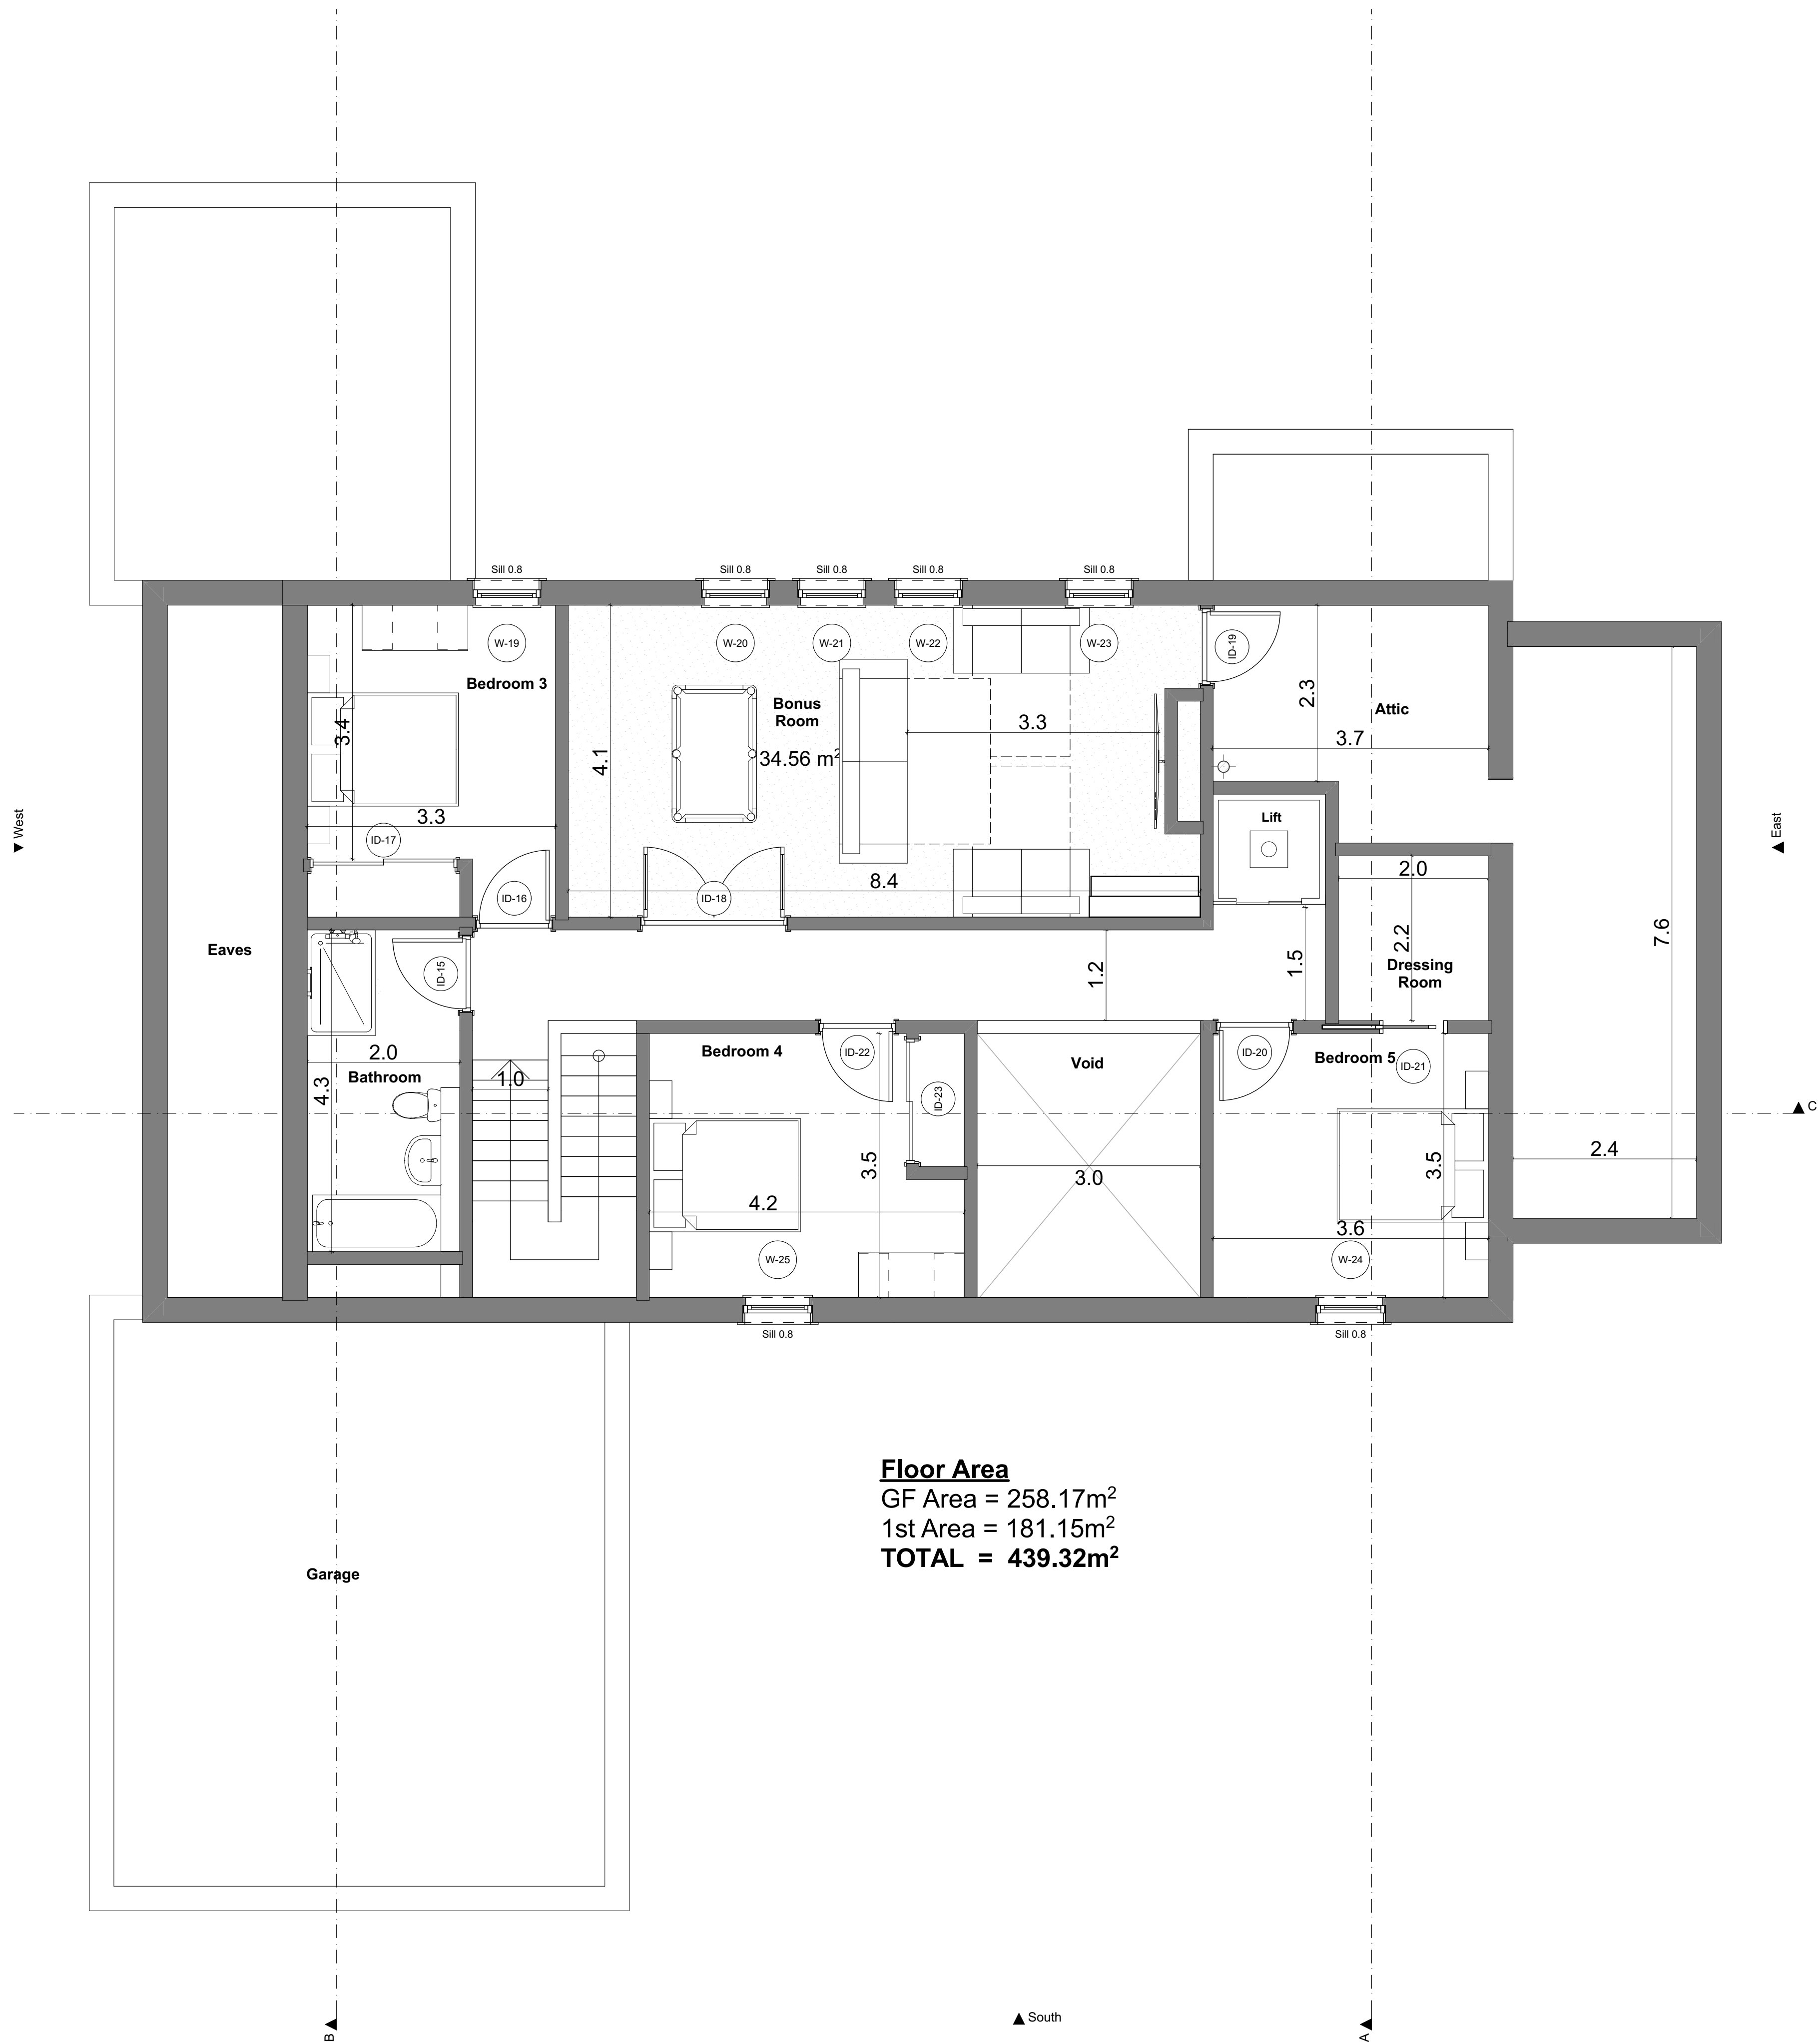 Sill 0.8
Sill 0.8
Sill 0.8
Sill 0.8
Sill 0.8
W-19
W-20
W-21
W-22
W-23
ID-19
Bedroom 3
Bonus
Room
34.56 m²
Attic
2.3
3.7
3.3
3.4
4.1
3.3
ID-17
Lift
West
East
8.4
2.0
ID-16
ID-18
7.6
Eaves
ID-15
1.2
1.5
2.2
Dressing
Room
2.0
Bathroom
4.3
1.0
Bedroom 4
ID-22
ID-23
Void
ID-20
Bedroom 5
ID-21
C
3.5
3.0
3.5
2.4
4.2
3.6
W-25
W-24
Sill 0.8
Sill 0.8
Floor Area
GF Area = 258.17m²
1st Area = 181.15m²
TOTAL = 439.32m²
Garage
South
B
A